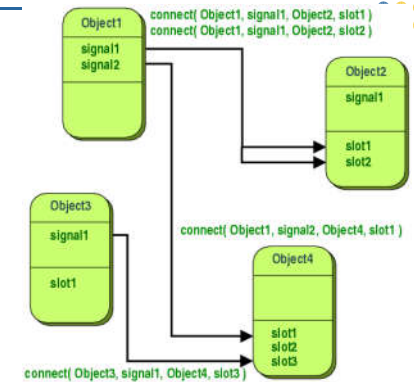 Object1
connect( Object1, signal1, Object2, slot1 )
connect( Object1, signal1, Object2, slot2 )
signal1
signal2
Object2
signal1
slot1
slot2
Object3
signal1
slot1
connect( Object1, signal2, Object4, slot1 )
Object4
slot1
slot2
slot3
connect( Object3, signal1, Object4, slot3 )